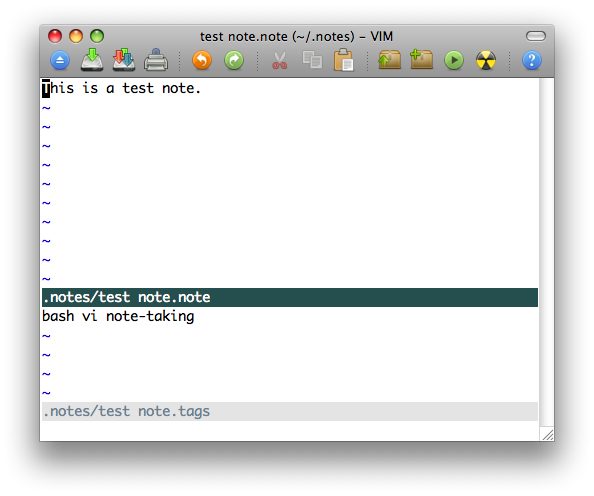 test note.note (~/.notes) – VIM
This is a test note.
~
~
~
~
~
~
~
~
~
~
.notes/test note.note
bash vi note-taking
~
~
~
~
.notes/test note.tags